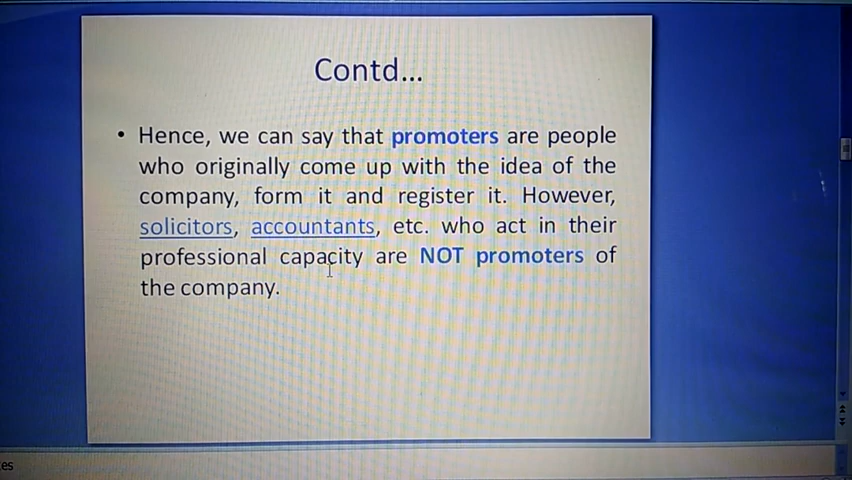 Contd...
• Hence, we can say that promoters are people
who originally come up with the idea of the
company, form it and register it. However,
solicitors, accountants, etc. who act in their
professional capacity are NOT promoters of
the company.
es